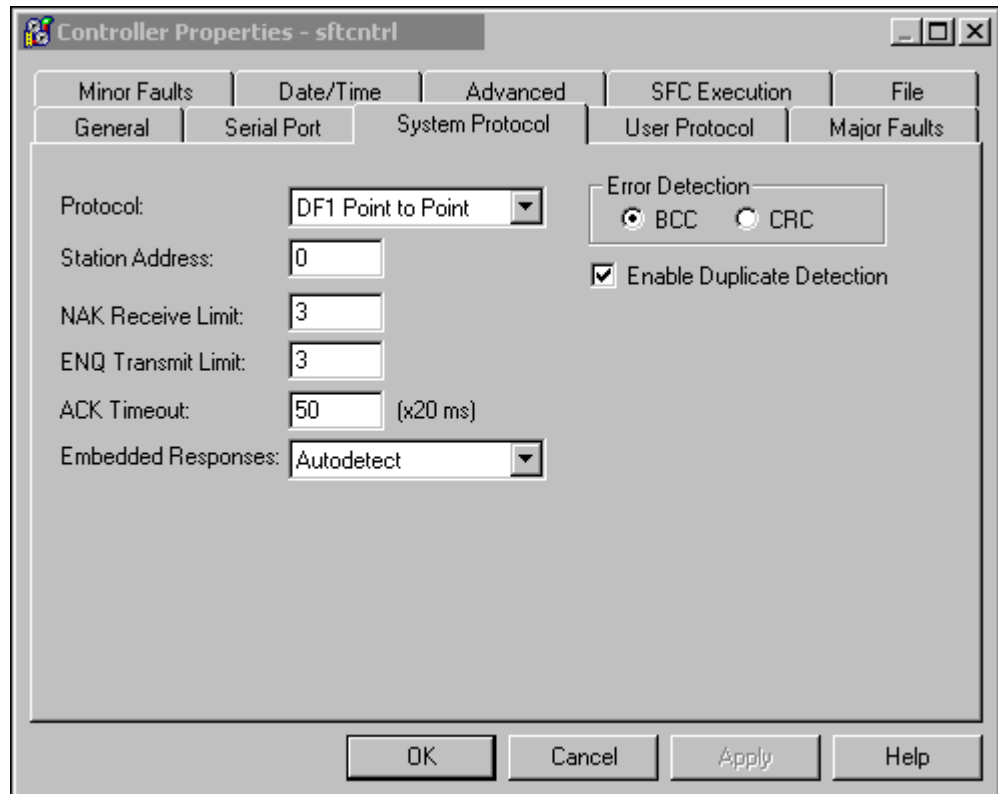 Controller Properties - sftcntrl
Minor Faults Date/Time Advanced SFC Execution File
General Serial Port System Protocol User Protocol Major Faults
Protocol: DF1 Point to Point
Error Detection
BCC CRC
Station Address: 0
Enable Duplicate Detection
NAK Receive Limit: 3
ENQ Transmit Limit: 3
ACK Timeout: 50 (x20 ms)
Embedded Responses: Autodetect
OK Cancel Apply Help